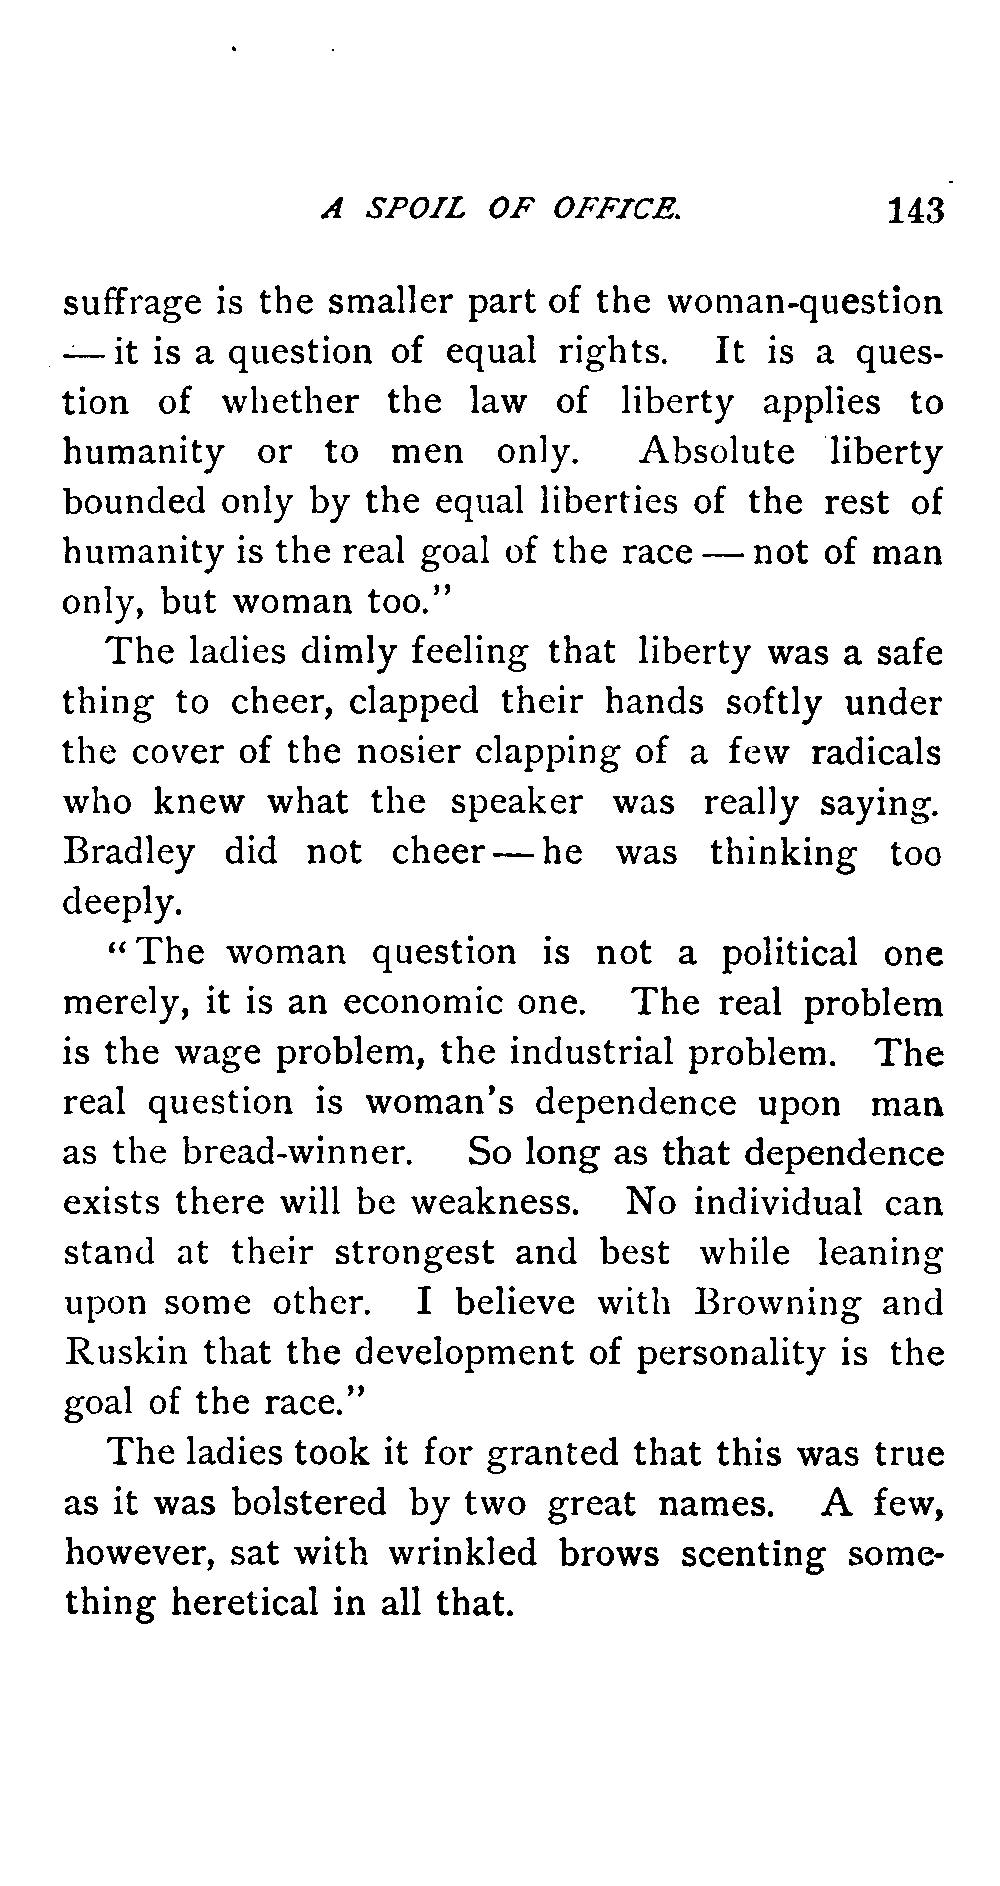 A SPOIL OF OFFICE. 143
suffrage is the smaller part of the woman-question
— it is a question of equal rights. It is a ques-
tion of whether the law of liberty applies to
humanity or to men only. Absolute liberty
bounded only by the equal liberties of the rest of
humanity is the real goal of the race — not of man
only, but woman too."
The ladies dimly feeling that liberty was a safe
thing to cheer, clapped their hands softly under
the cover of the nosier clapping of a few radicals
who knew what the speaker was really saying.
Bradley did not cheer — he was thinking too
deeply.
"The woman question is not a political one
merely, it is an economic one. The real problem
is the wage problem, the industrial problem. The
real question is woman's dependence upon man
as the bread-winner. So long as that dependence
exists there will be weakness. No individual can
stand at their strongest and best while leaning
upon some other. I believe with Browning and
Ruskin that the development of personality is the
goal of the race."
The ladies took it for granted that this was true
as it was bolstered by two great names. A few,
however, sat with wrinkled brows scenting some-
thing heretical in all that.